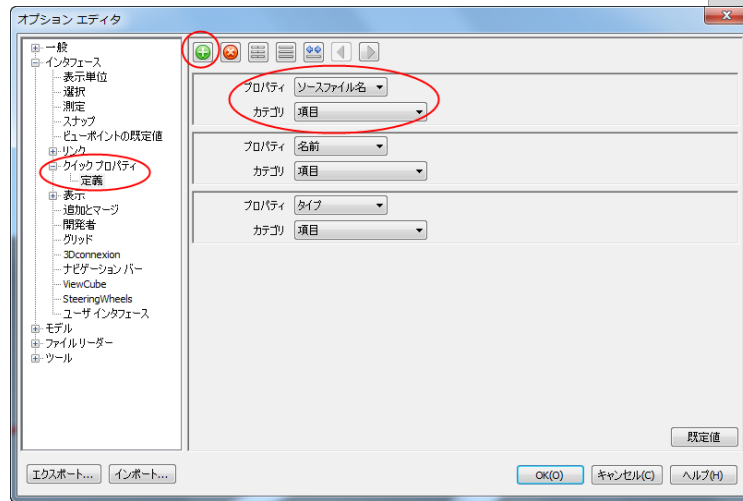 オプション エディタ
一般
インタフェース
表示単位
選択
測定
スナップ
ビューポイントの既定値
リンク
クイック プロパティ
定義
表示
追加とマージ
開発者
グリッド
3Dconnexion
ナビゲーション バー
ViewCube
SteeringWheels
ユーザ インタフェース
モデル
ファイル リーダー
ツール
プロパティ ソースファイル名
カテゴリ 項目
プロパティ 名前
カテゴリ 項目
プロパティ タイプ
カテゴリ 項目
既定値
エクスポート... インポート... OK(O) キャンセル(C) ヘルプ(H)